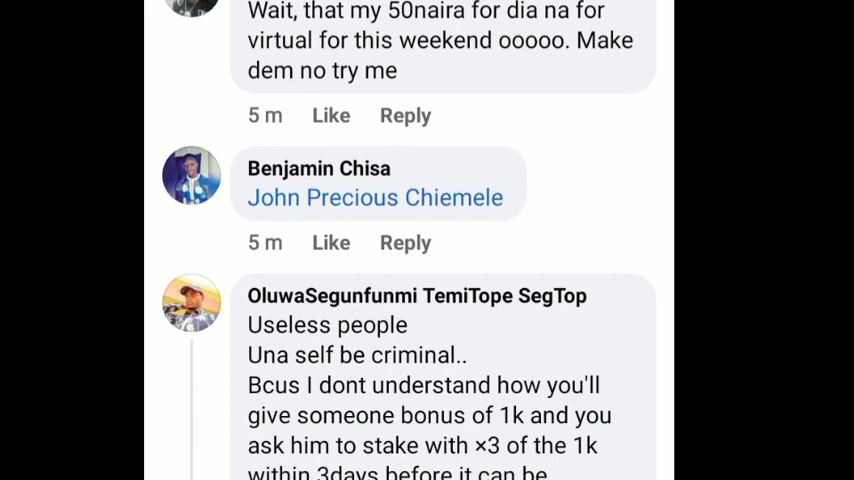 Wait, that my 50naira for dia na for
virtual for this weekend ooooo. Make
dem no try me
5 m Like Reply
Benjamin Chisa
John Precious Chiemele
5 m Like Reply
OluwaSegunfunmi TemiTope SegTop
Useless people
Una self be criminal..
Bcus I dont understand how you'll
give someone bonus of 1k and you
ask him to stake with ×3 of the 1k
within 3days before it can be